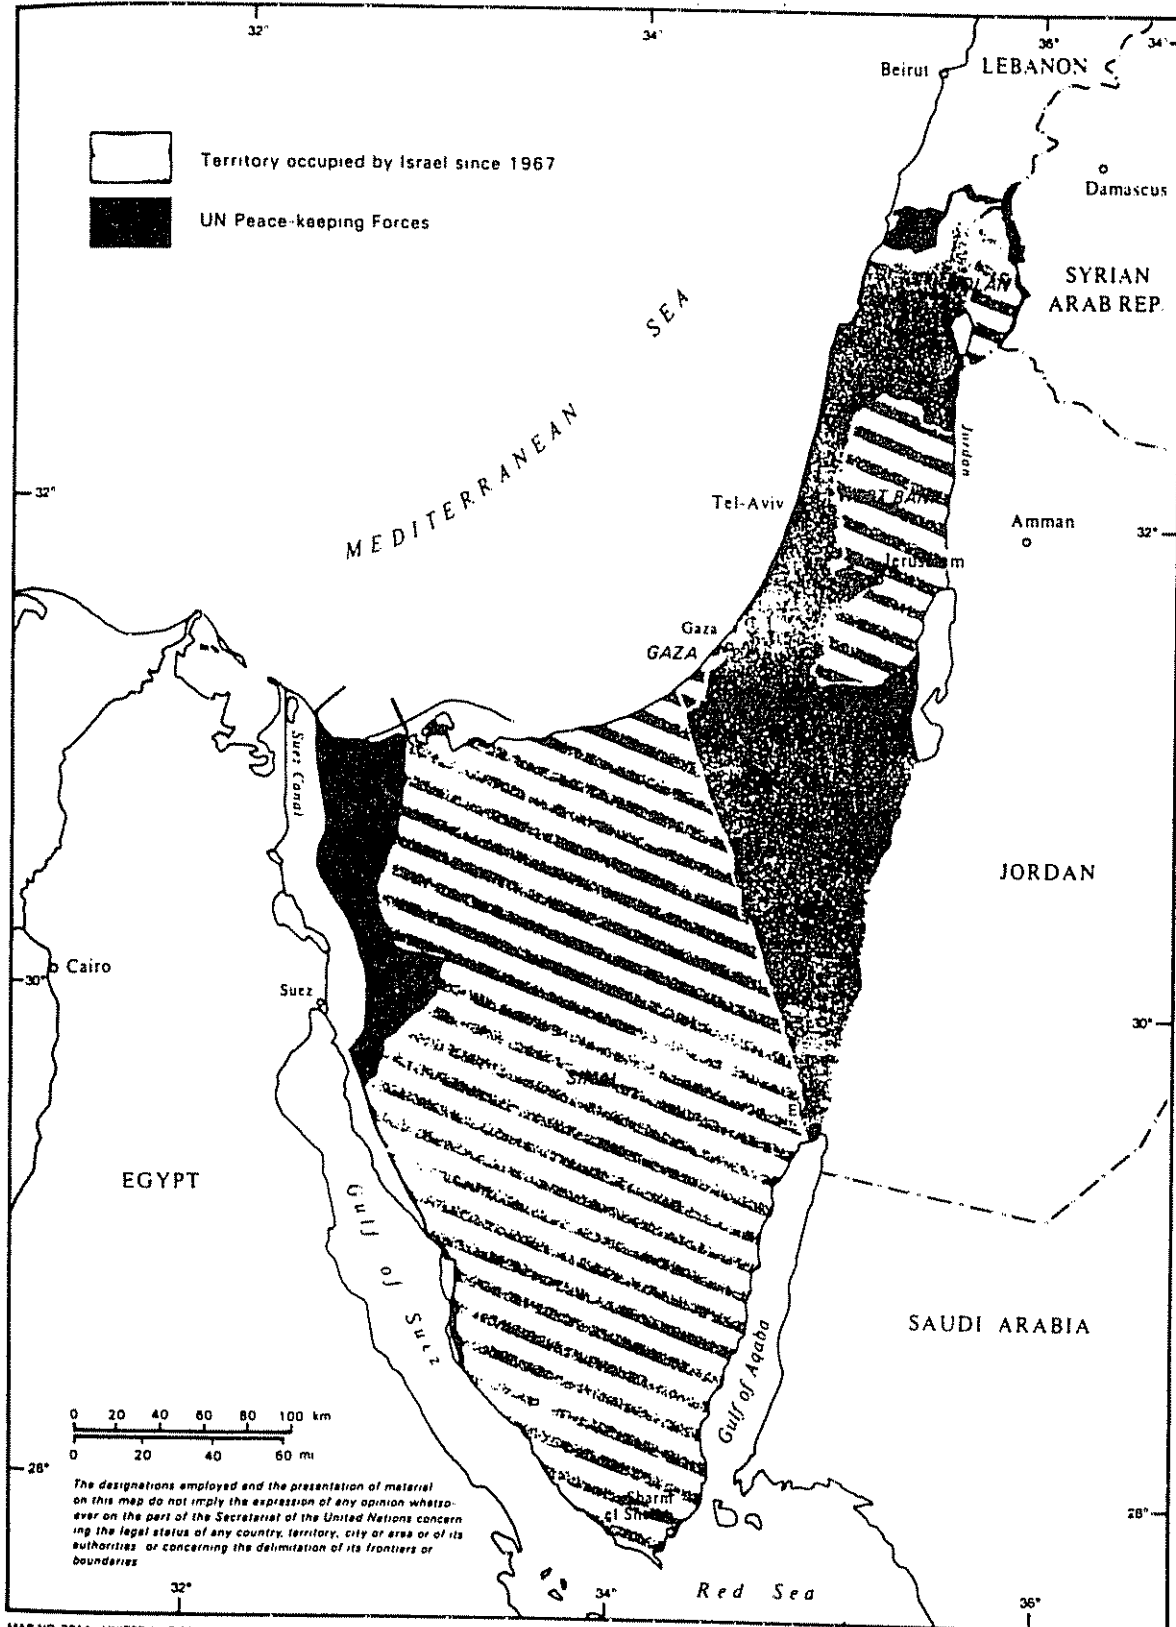 32°
34°
36°
34°
Beirut
LEBANON
Territory occupied by Israel since 1967
Damascus
UN Peace-keeping Forces
SYRIAN
ARAB REP.
MEDITERRANEAN SEA
Jordan
32°
Tel-Aviv
Amman
32°
Jerusalem
Gaza
GAZA
Suez Canal
JORDAN
Cairo
30°
Suez
30°
EGYPT
Gulf of Suez
SAUDI ARABIA
Gulf of Aqaba
0 20 40 60 80 100 km
0 20 40 60 mi
28°
The designations employed and the presentation of material
on this map do not imply the expression of any opinion whatso-
ever on the part of the Secretariat of the United Nations concern
ing the legal status of any country, territory, city or area or of its
authorities or concerning the delimitation of its frontiers or
boundaries
Sharm
el Sheikh
28°
32°
34°
Red Sea
36°